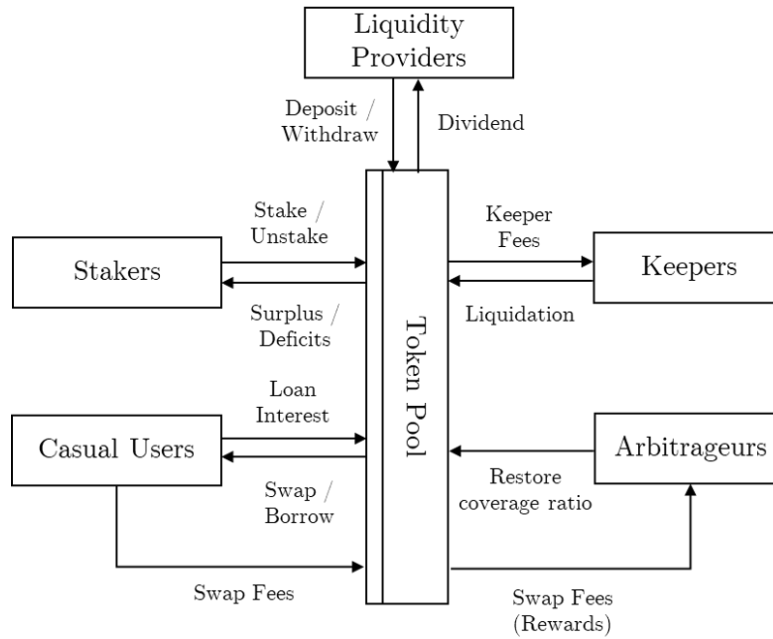 Liquidity
Providers
Deposit /
Withdraw
Dividend
Stake /
Unstake
Keeper
Fees
Stakers
Keepers
Surplus /
Deficits
Liquidation
Token Pool
Loan
Interest
Casual Users
Arbitrageurs
Swap /
Borrow
Restore
coverage ratio
Swap Fees
Swap Fees
(Rewards)